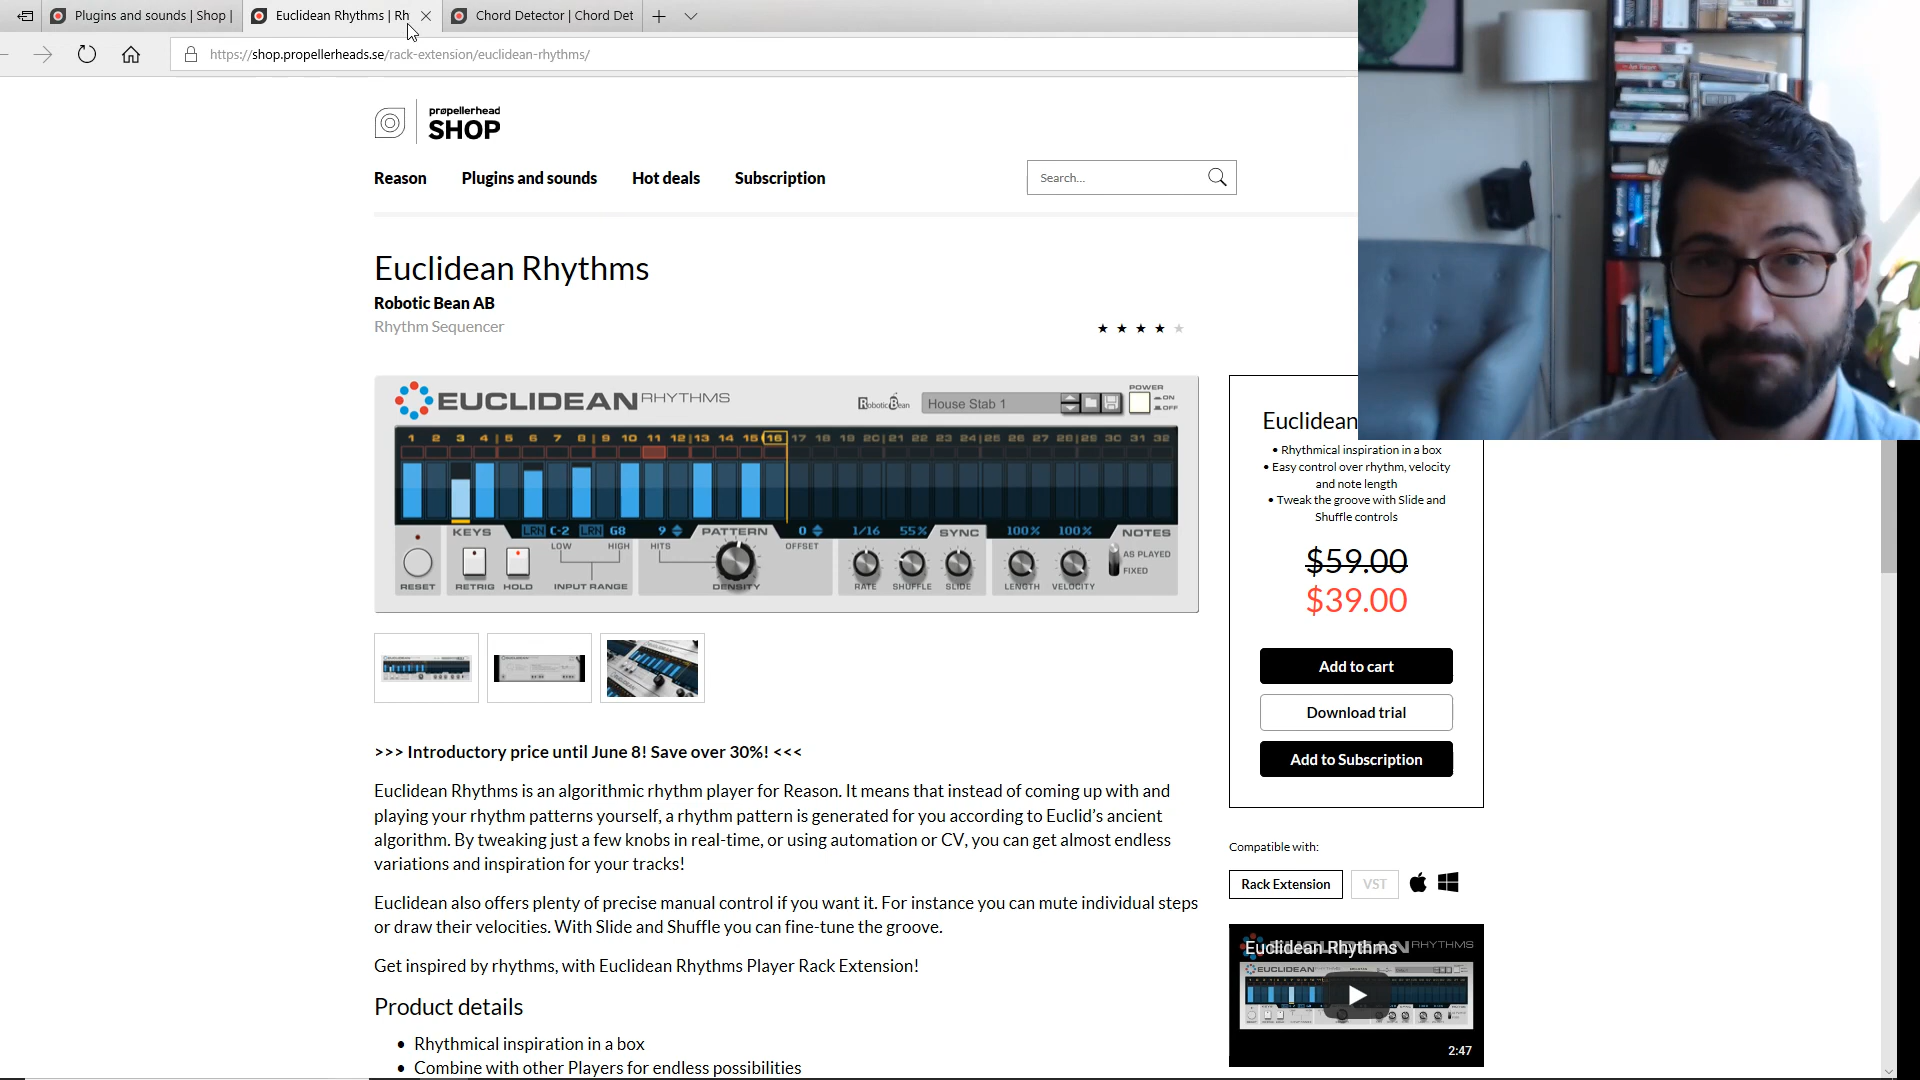 Plugins and sounds | Shop |
Euclidean Rhythms | Rh
Chord Detector | Chord Det
https://shop.propellerheads.se/rack-extension/euclidean-rhythms/
prøpellerhead
SHOP
Reason
Plugins and sounds
Hot deals
Subscription
Search...
Euclidean Rhythms
Robotic Bean AB
Rhythm Sequencer
EUCLIDEAN RHYTHMS
RoboticBean
House Stab 1
POWER
ON
OFF
1 2 3 4 5 6 7 8 9 10 11 12 13 14 15 16 17 18 19 20 21 22 23 24 25 26 27 28 29 30 31 32
KEYS
LRN C-2 LRN G8
9
PATTERN
0
1/16
55%
SYNC
100%
100%
NOTES
LOW
HIGH
HITS
OFFSET
AS PLAYED
FIXED
RESET
RETRIG
HOLD
INPUT RANGE
DENSITY
RATE
SHUFFLE
SLIDE
LENGTH
VELOCITY
Euclidean
• Rhythmical inspiration in a box
• Easy control over rhythm, velocity
and note length
• Tweak the groove with Slide and
Shuffle controls
$59.00
$39.00
Add to cart
Download trial
Add to Subscription
>>> Introductory price until June 8! Save over 30%! <<<
Euclidean Rhythms is an algorithmic rhythm player for Reason. It means that instead of coming up with and
playing your rhythm patterns yourself, a rhythm pattern is generated for you according to Euclid’s ancient
algorithm. By tweaking just a few knobs in real-time, or using automation or CV, you can get almost endless
variations and inspiration for your tracks!
Euclidean also offers plenty of precise manual control if you want it. For instance you can mute individual steps
or draw their velocities. With Slide and Shuffle you can fine-tune the groove.
Get inspired by rhythms, with Euclidean Rhythms Player Rack Extension!
Product details
• Rhythmical inspiration in a box
• Combine with other Players for endless possibilities
Compatible with:
Rack Extension
VST
Euclidean Rhythms
EUCLIDEAN RHYTHMS
2:47